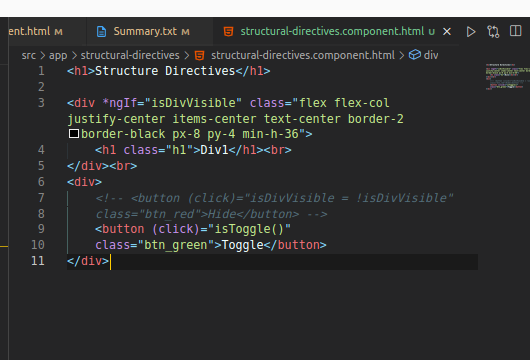 ent.html M
Summary.txt M
structural-directives.component.html U
src > app > structural-directives > structural-directives.component.html > div
1 <h1>Structure Directives</h1>
2
3 <div *ngIf="isDivVisible" class="flex flex-col
justify-center items-center text-center border-2
border-black px-8 py-4 min-h-36">
4 <h1 class="h1">Div1</h1><br>
5 </div><br>
6 <div>
7 <!-- <button (click)="isDivVisible = !isDivVisible"
8 class="btn_red">Hide</button> -->
9 <button (click)="isToggle()"
10 class="btn_green">Toggle</button>
11 </div>